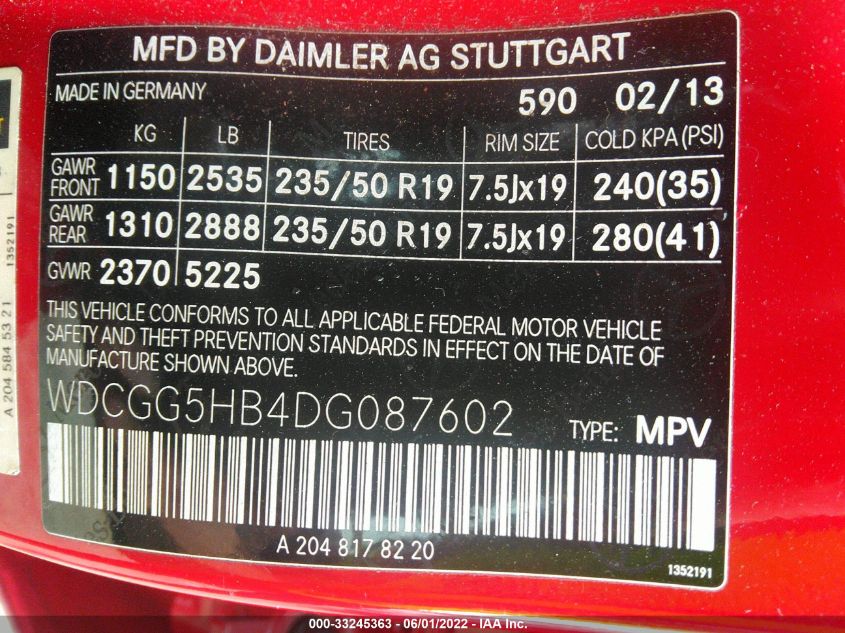 MFD BY DAIMLER AG STUTTGART
MADE IN GERMANY 590 02/13
KG LB TIRES RIM SIZE COLD KPA (PSI)
GAWR FRONT 1150 2535 235/50 R19 7.5Jx19 240(35)
GAWR REAR 1310 2888 235/50 R19 7.5Jx19 280(41)
GVWR 2370 5225
THIS VEHICLE CONFORMS TO ALL APPLICABLE FEDERAL MOTOR VEHICLE
SAFETY AND THEFT PREVENTION STANDARDS IN EFFECT ON THE DATE OF
MANUFACTURE SHOWN ABOVE.
WDCGG5HB4DG087602 TYPE: MPV
A 204 817 82 20
1352191
A 204 584 53 21 1352191
000-33245363 - 06/01/2022 - IAA Inc.